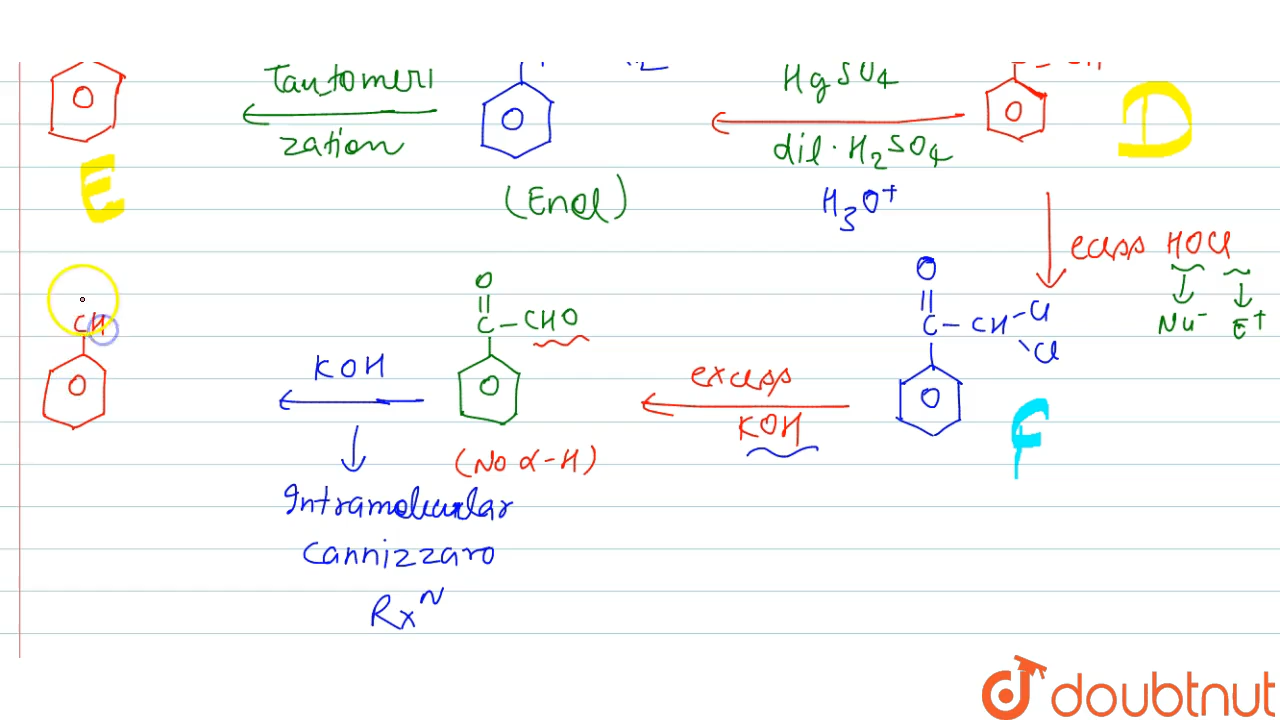 Tautomeri
zation
E
(Enol)
HgSO4
dil. H2SO4
H3O+
D
excess HOCl
Nu- E+
O
C-CH-Cl
Cl
F
excess
KOH
O
C-CHO
(No α-H)
KOH
Intramolecular
Cannizzaro
Rxn
CH
doubtnut